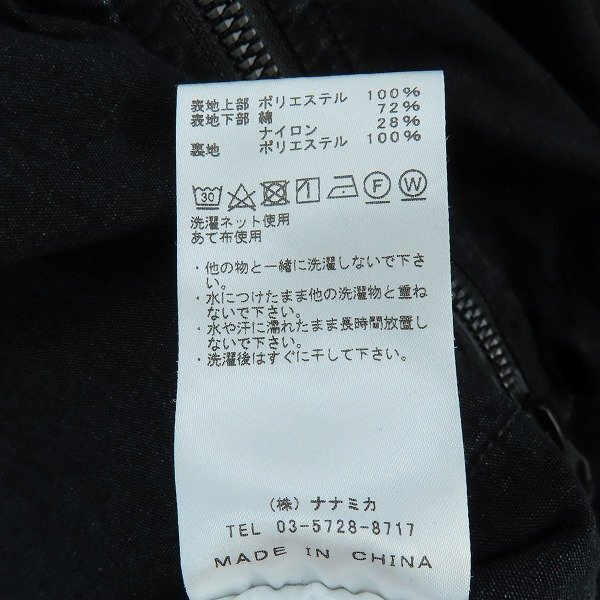 表地上部 ポリエステル 100%
表地下部 綿 72%
ナイロン 28%
裏地 ポリエステル 100%
30 F W
洗濯ネット使用
あて布使用
・他の物と一緒に洗濯しないで下さ
い。
・水につけたまま他の洗濯物と重ね
ないで下さい。
・水や汗に濡れたまま長時間放置し
ないで下さい。
・洗濯後はすぐに干して下さい。
(株) ナナミカ
TEL 03-5728-8717
MADE IN CHINA